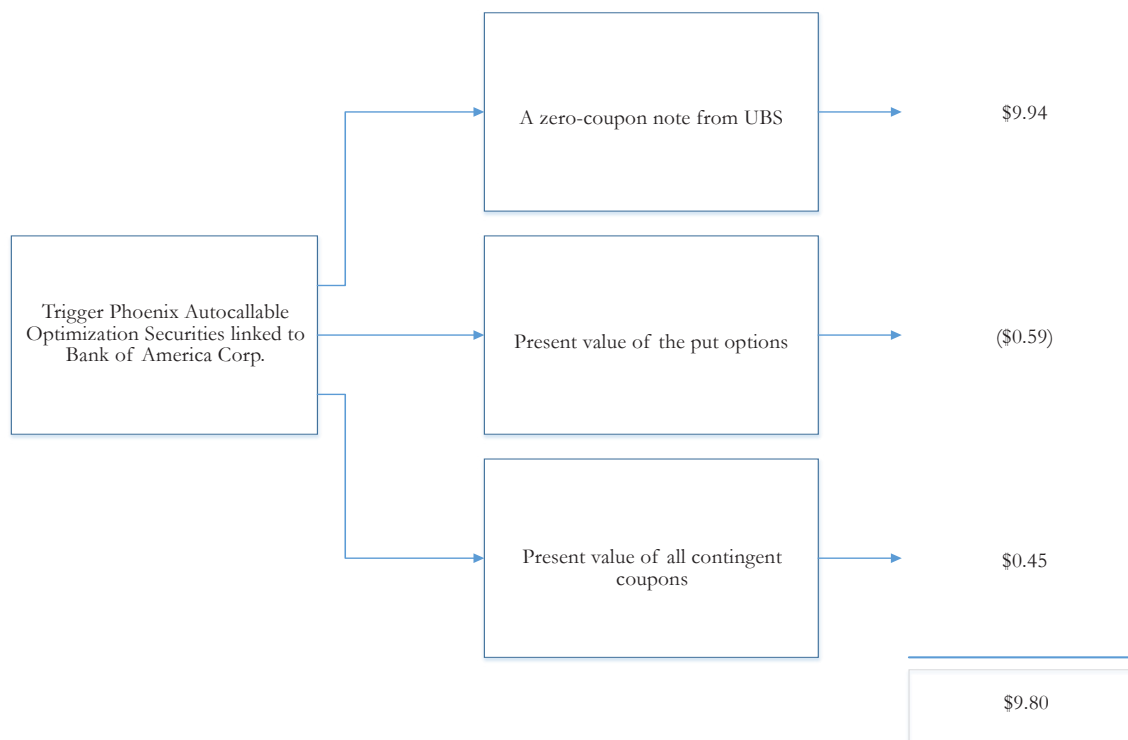 A zero-coupon note from UBS
$9.94
Trigger Phoenix Autocallable
Optimization Securities linked to
Bank of America Corp.
Present value of the put options
($0.59)
Present value of all contingent
coupons
$0.45
$9.80